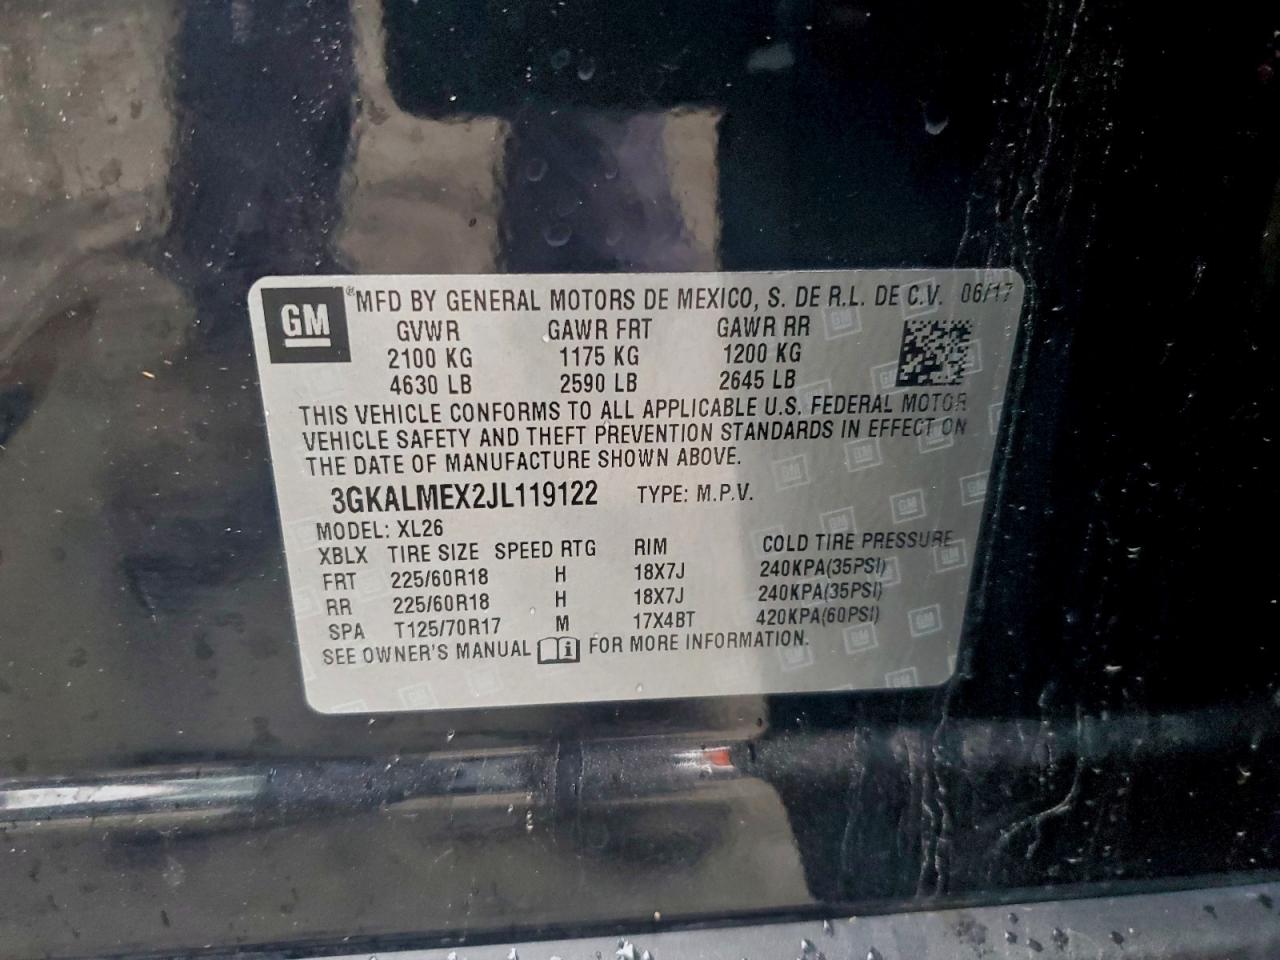 GM ® MFD BY GENERAL MOTORS DE MEXICO, S. DE R.L. DE C.V. 06/17
GVWR GAWR FRT GAWR RR
2100 KG 1175 KG 1200 KG
4630 LB 2590 LB 2645 LB
THIS VEHICLE CONFORMS TO ALL APPLICABLE U.S. FEDERAL MOTOR
VEHICLE SAFETY AND THEFT PREVENTION STANDARDS IN EFFECT ON
THE DATE OF MANUFACTURE SHOWN ABOVE.
3GKALMEX2JL119122 TYPE: M.P.V.
MODEL: XL26
XBLX TIRE SIZE SPEED RTG RIM COLD TIRE PRESSURE
FRT 225/60R18 H 18X7J 240KPA(35PSI)
RR 225/60R18 H 18X7J 240KPA(35PSI)
SPA T125/70R17 M 17X4BT 420KPA(60PSI)
SEE OWNER'S MANUAL i FOR MORE INFORMATION.